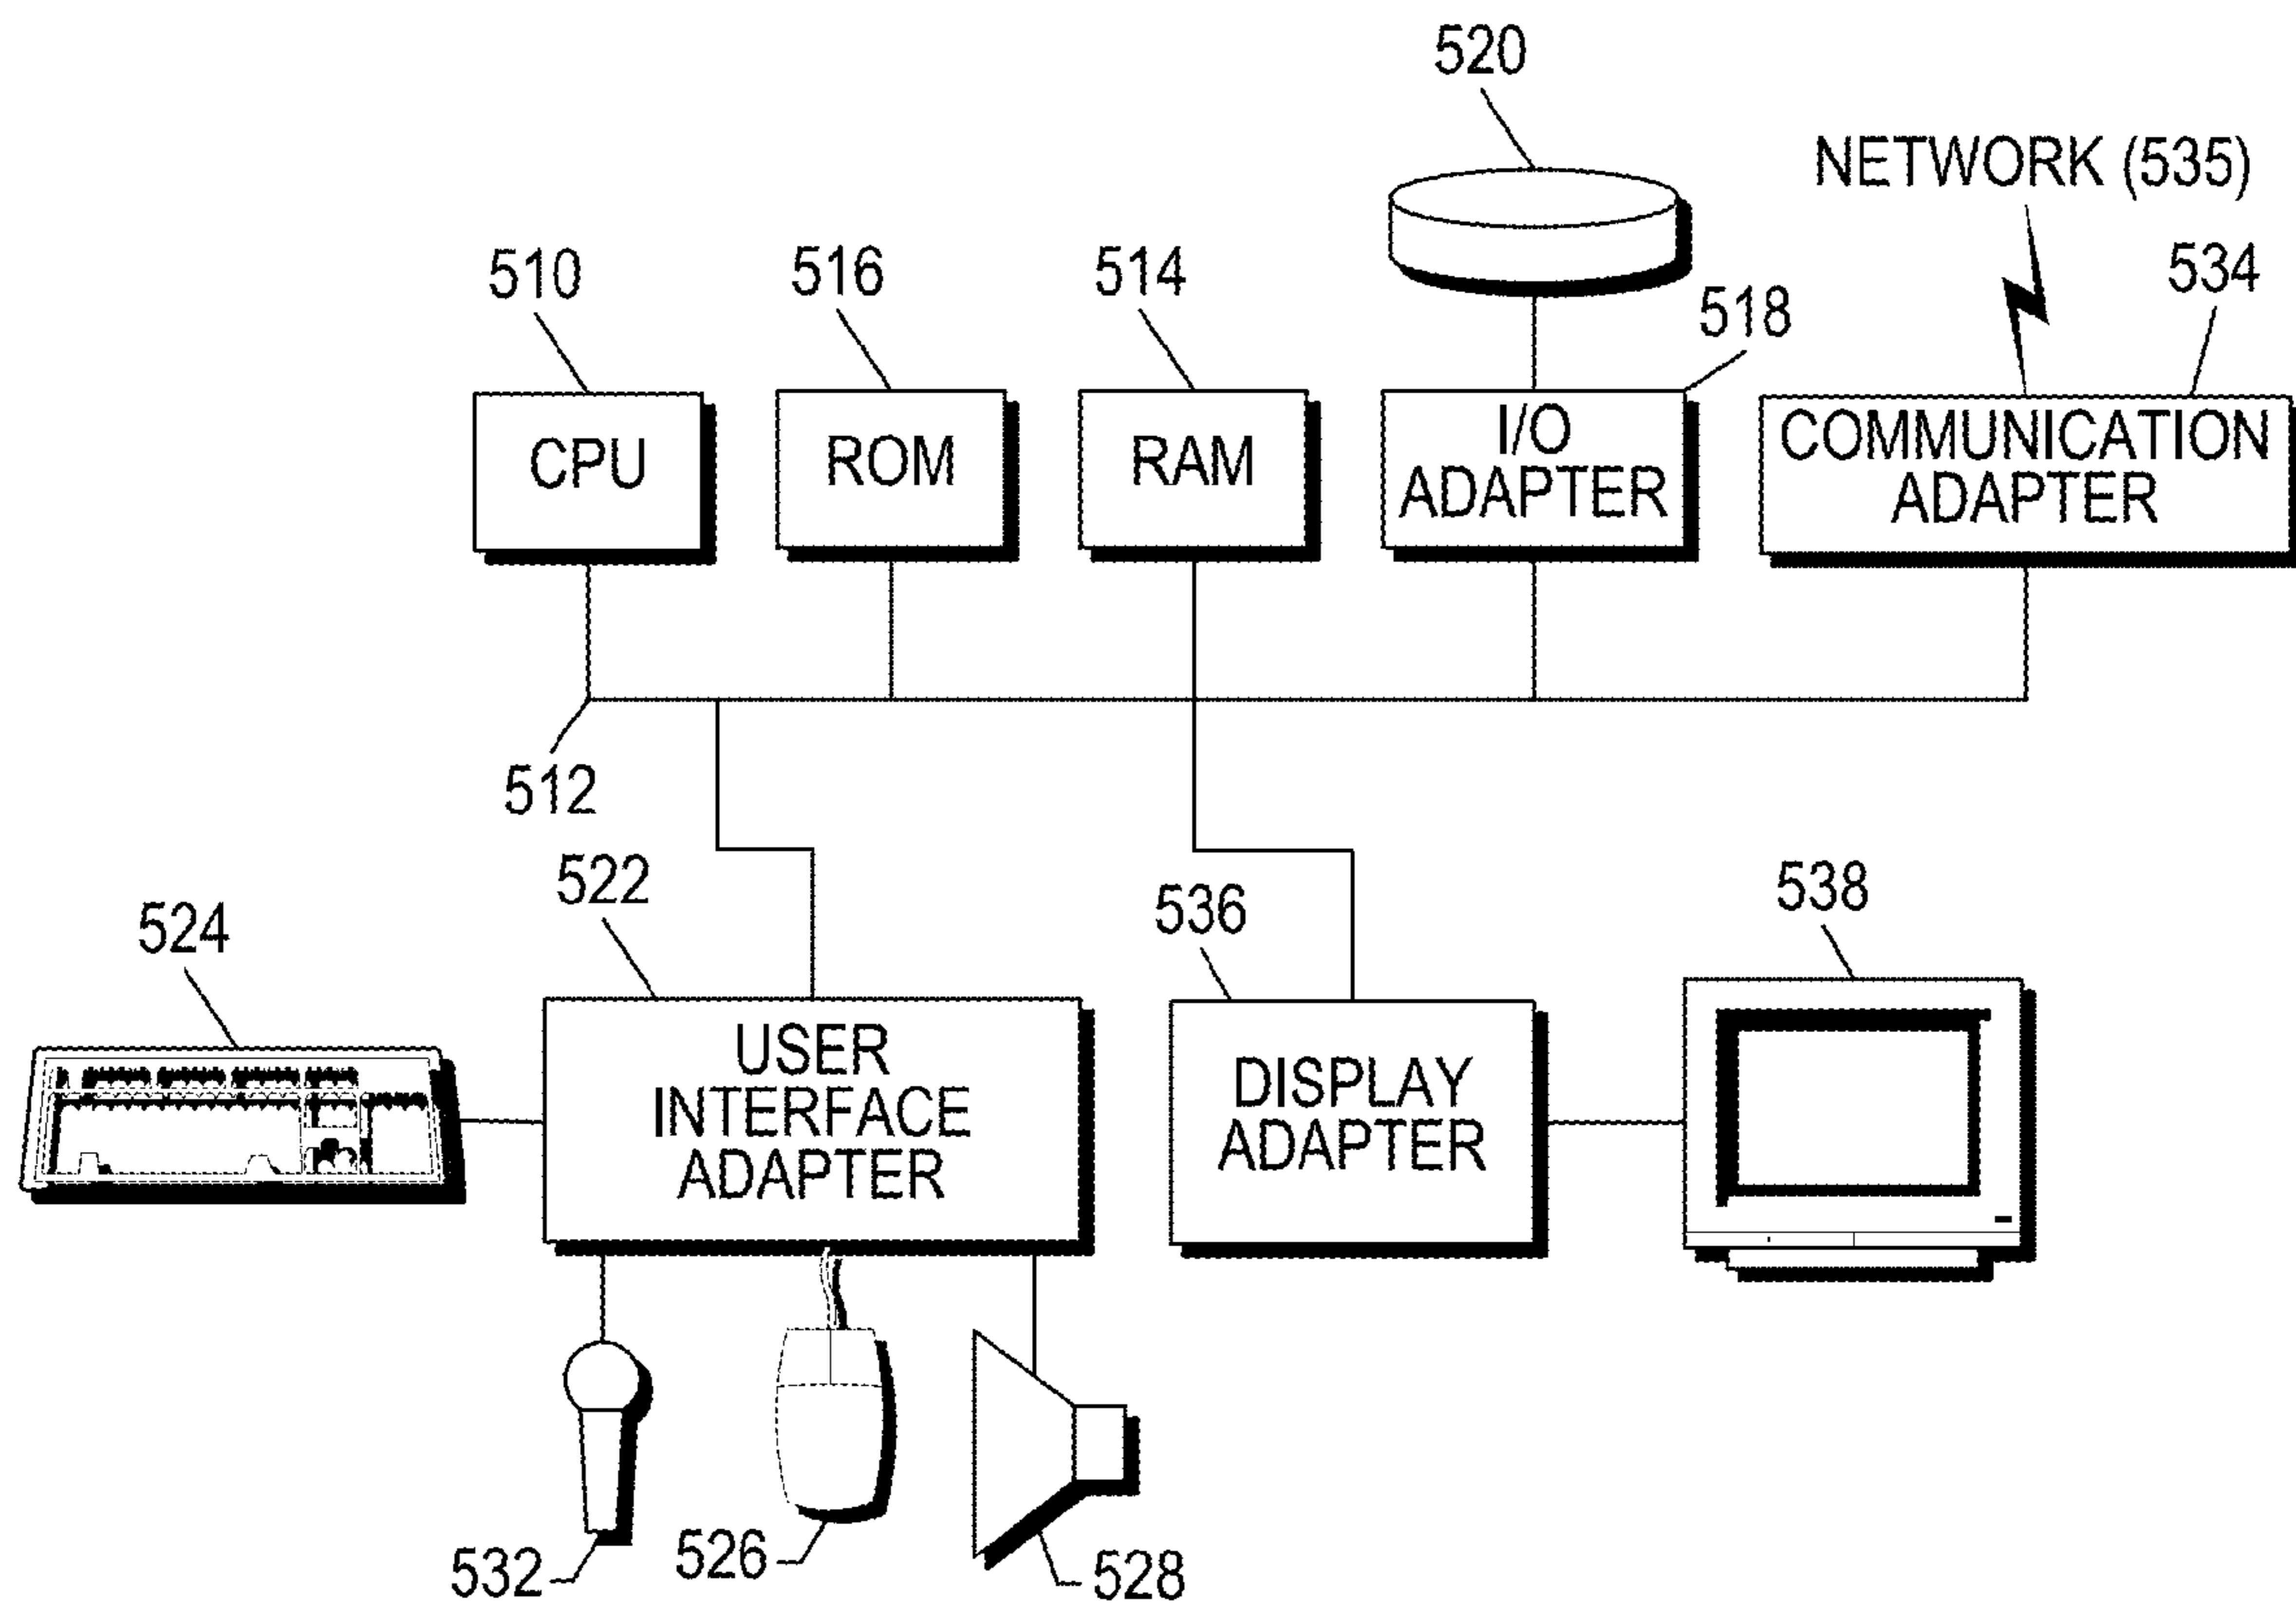 520
NETWORK (535)
510
516
514
518
534
CPU
ROM
RAM
I/O
ADAPTER
COMMUNICATION
ADAPTER
512
522
524
536
538
USER
INTERFACE
ADAPTER
DISPLAY
ADAPTER
532
526
528